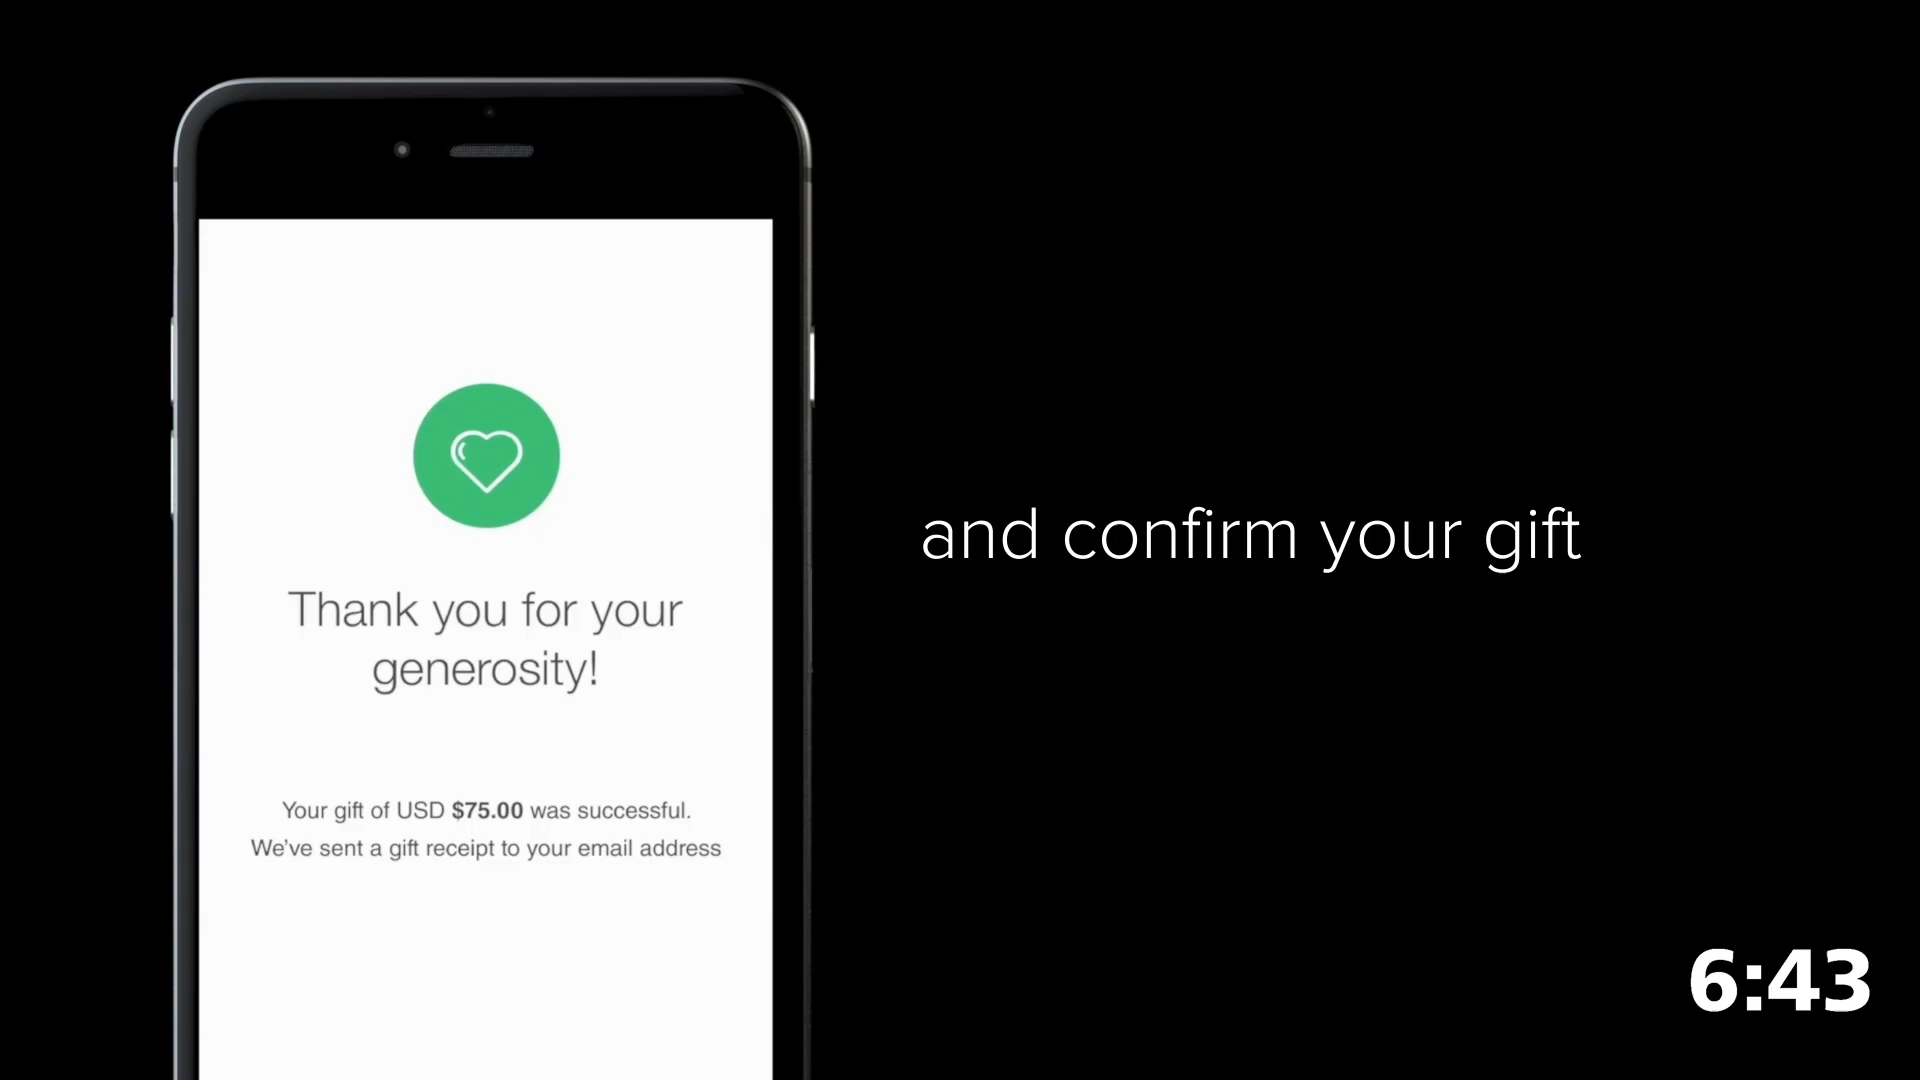 Thank you for your
generosity!
Your gift of USD $75.00 was successful.
We've sent a gift receipt to your email address
and confirm your gift
6:43